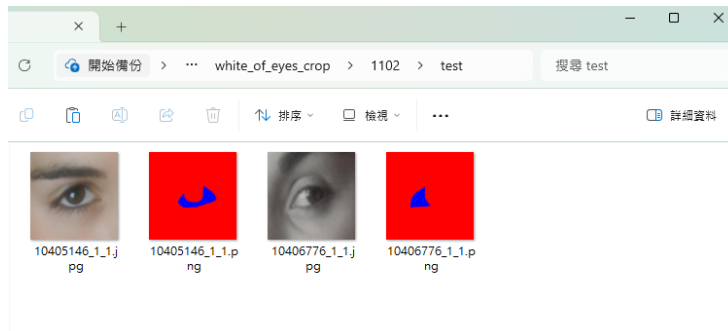 開始備份 > ... white_of_eyes_crop > 1102 > test
搜尋 test
排序
檢視
詳細資料
10405146_1_1.j
pg
10405146_1_1.p
ng
10406776_1_1.j
pg
10406776_1_1.p
ng